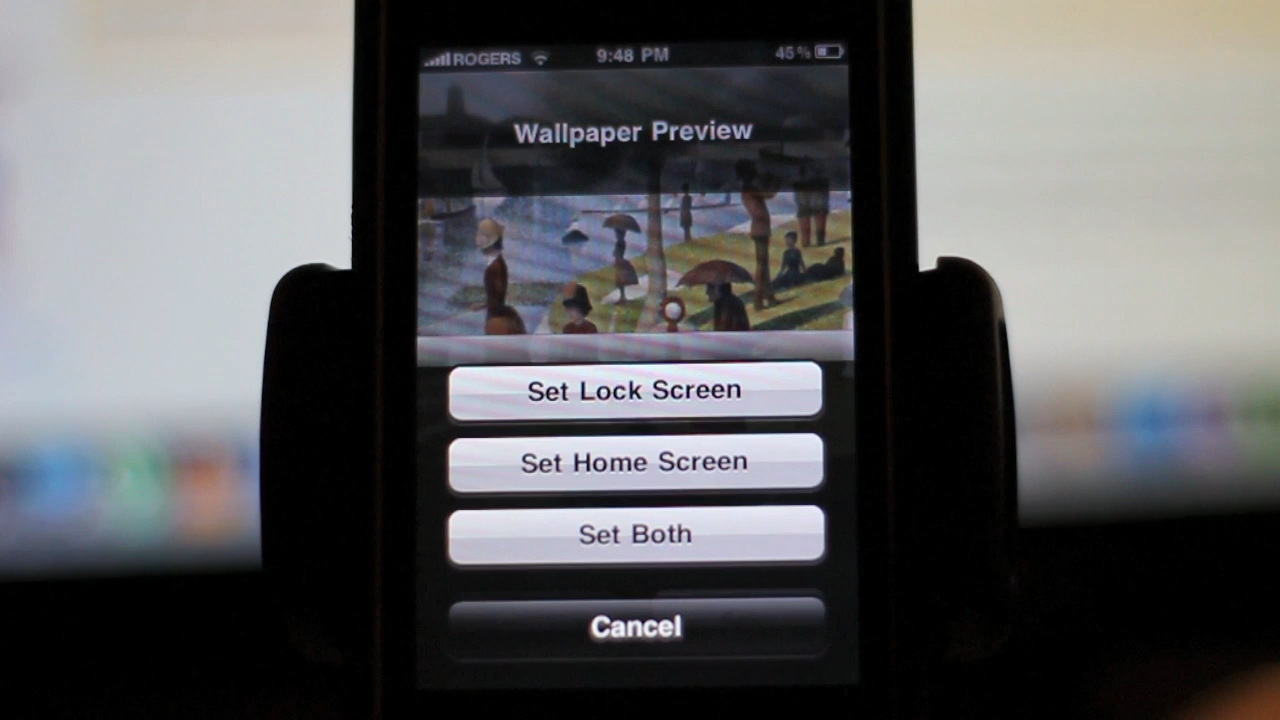 ROGERS 9:48 PM 45%
Wallpaper Preview
Set Lock Screen
Set Home Screen
Set Both
Cancel